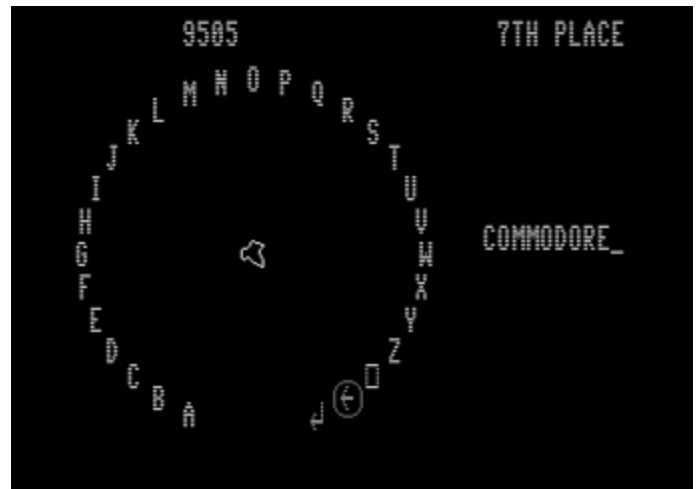 9505 7TH PLACE
A B C D E F G H I J K L M N O P Q R S T U V W X Y Z
COMMODORE_